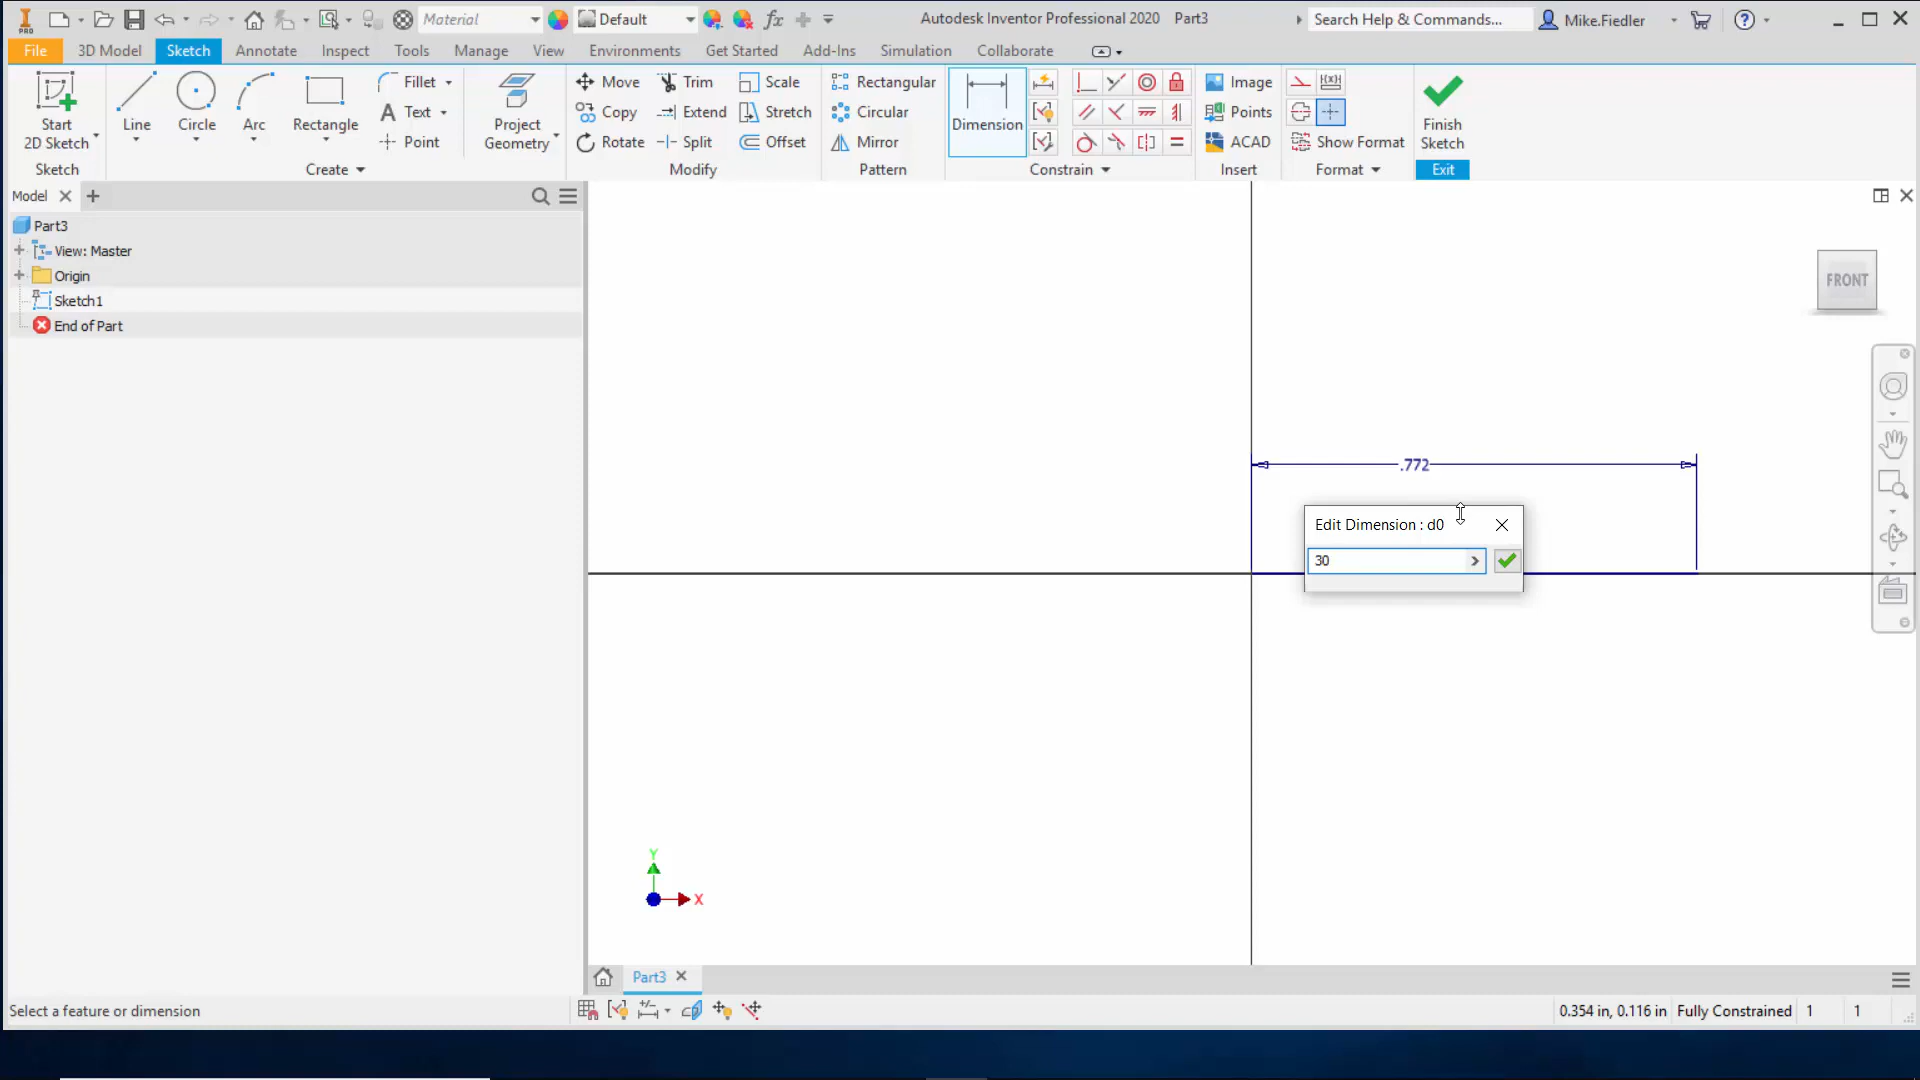 PRO
Material
Default
Autodesk Inventor Professional 2020 Part3
Search Help & Commands...
Mike.Fiedler
File
3D Model
Sketch
Annotate
Inspect
Tools
Manage
View
Environments
Get Started
Add-Ins
Simulation
Collaborate
Start
2D Sketch
Line
Circle
Arc
Rectangle
Fillet
Text
Point
Project
Geometry
Move
Copy
Rotate
Trim
Extend
Split
Scale
Stretch
Offset
Rectangular
Circular
Mirror
Dimension
Image
Points
ACAD
Show Format
Finish
Sketch
Sketch
Create
Modify
Pattern
Constrain
Insert
Format
Exit
Model
Part3
View: Master
Origin
Sketch1
End of Part
FRONT
.772
Edit Dimension : d0
30
Y
X
Part3
Select a feature or dimension
0.354 in, 0.116 in
Fully Constrained
1
1